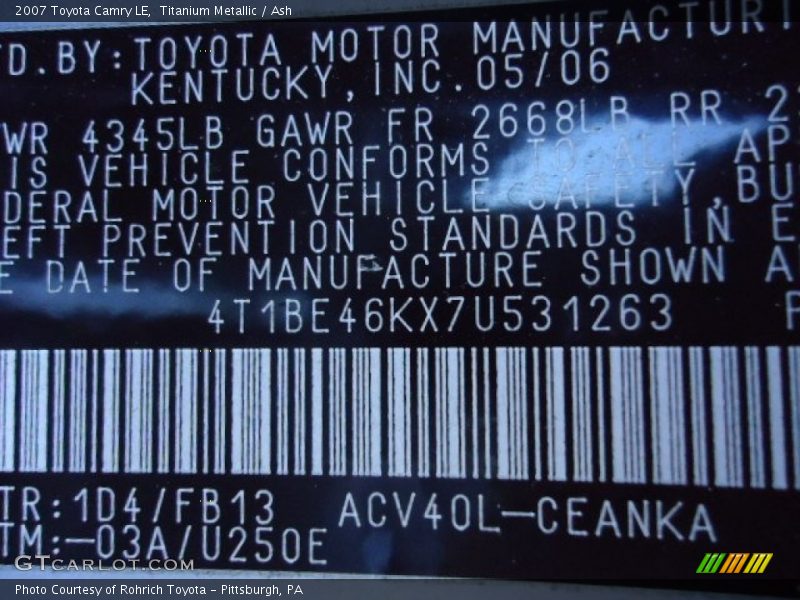 2007 Toyota Camry LE,  Titanium Metallic / Ash
TD.BY:TOYOTA MOTOR MANUFACTURI
KENTUCKY,INC.05/06
WR 4345LB GAWR FR 2668LB RR 2
IS VEHICLE CONFORMS TO ALL AP
DERAL MOTOR VEHICLE SAFETY,BU
EFT PREVENTION STANDARDS IN E
E DATE OF MANUFACTURE SHOWN A
4T1BE46KX7U531263 P
TR:1D4/FB13 ACV40L-CEANKA
TM:-03A/U250E
GTCARLOT.COM
Photo Courtesy of Rohrich Toyota - Pittsburgh, PA